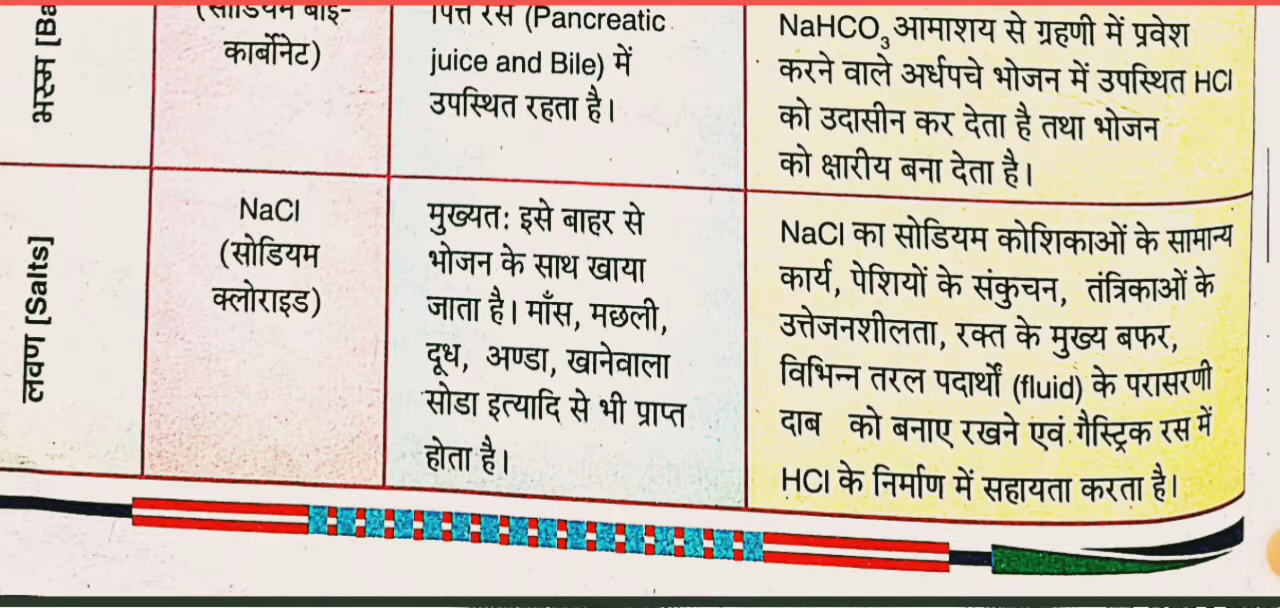 भस्म [Ba
(सोडियम बाइ-
कार्बोनेट)
पित्त रस (Pancreatic
juice and Bile) में
उपस्थित रहता है।
NaHCO₃ आमाशय से ग्रहणी में प्रवेश
करने वाले अर्धपचे भोजन में उपस्थित HCl
को उदासीन कर देता है तथा भोजन
को क्षारीय बना देता है।
लवण [Salts]
NaCl
(सोडियम
क्लोराइड)
मुख्यत: इसे बाहर से
भोजन के साथ खाया
जाता है। माँस, मछली,
दूध, अण्डा, खानेवाला
सोडा इत्यादि से भी प्राप्त
होता है।
NaCl का सोडियम कोशिकाओं के सामान्य
कार्य, पेशियों के संकुचन, तंत्रिकाओं के
उत्तेजनशीलता, रक्त के मुख्य बफर,
विभिन्न तरल पदार्थों (fluid) के परासरणी
दाब को बनाए रखने एवं गैस्ट्रिक रस में
HCl के निर्माण में सहायता करता है।